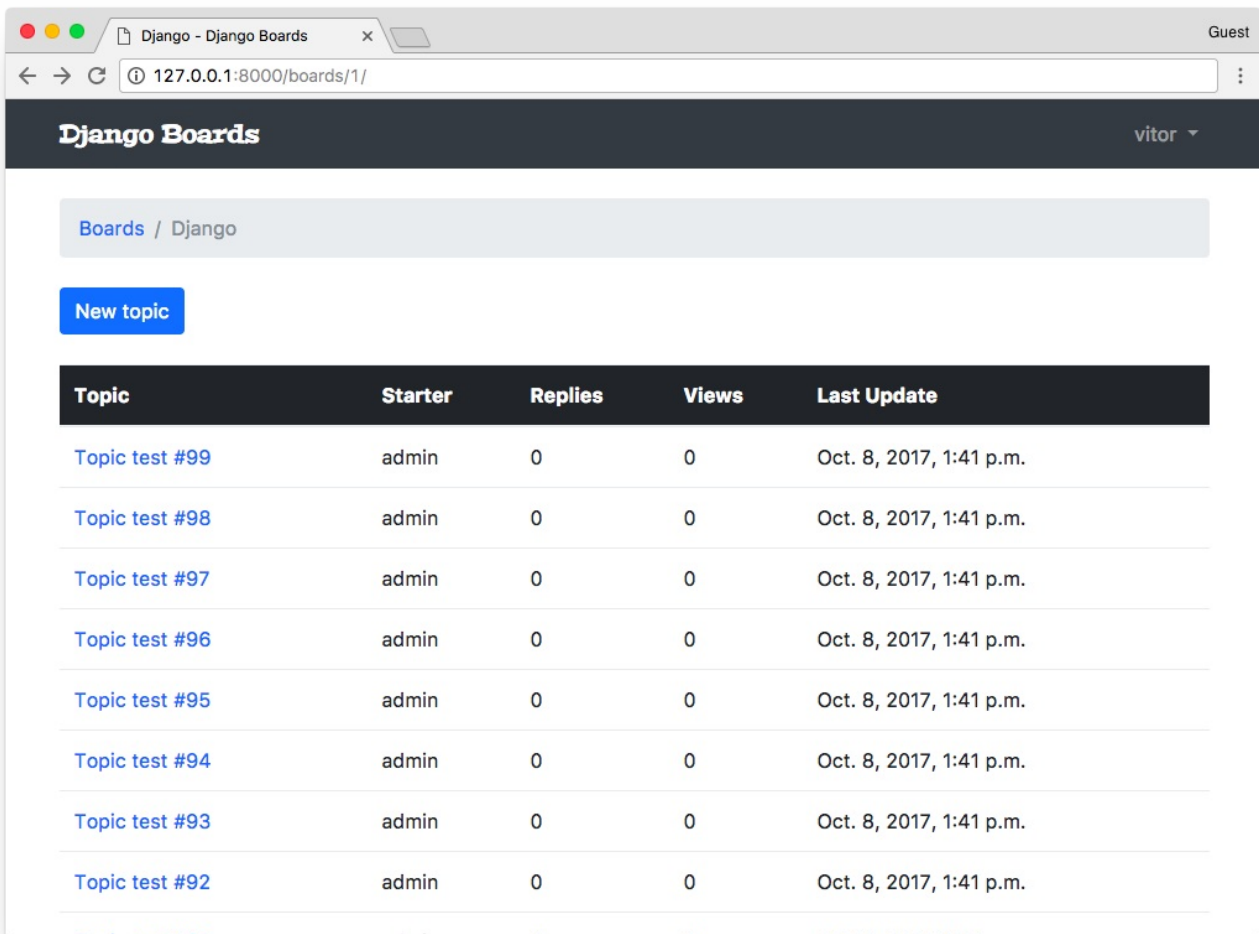 Django - Django Boards
Guest
127.0.0.1:8000/boards/1/
Django Boards
vitor
Boards / Django
New topic
Topic Starter Replies Views Last Update
Topic test #99 admin 0 0 Oct. 8, 2017, 1:41 p.m.
Topic test #98 admin 0 0 Oct. 8, 2017, 1:41 p.m.
Topic test #97 admin 0 0 Oct. 8, 2017, 1:41 p.m.
Topic test #96 admin 0 0 Oct. 8, 2017, 1:41 p.m.
Topic test #95 admin 0 0 Oct. 8, 2017, 1:41 p.m.
Topic test #94 admin 0 0 Oct. 8, 2017, 1:41 p.m.
Topic test #93 admin 0 0 Oct. 8, 2017, 1:41 p.m.
Topic test #92 admin 0 0 Oct. 8, 2017, 1:41 p.m.